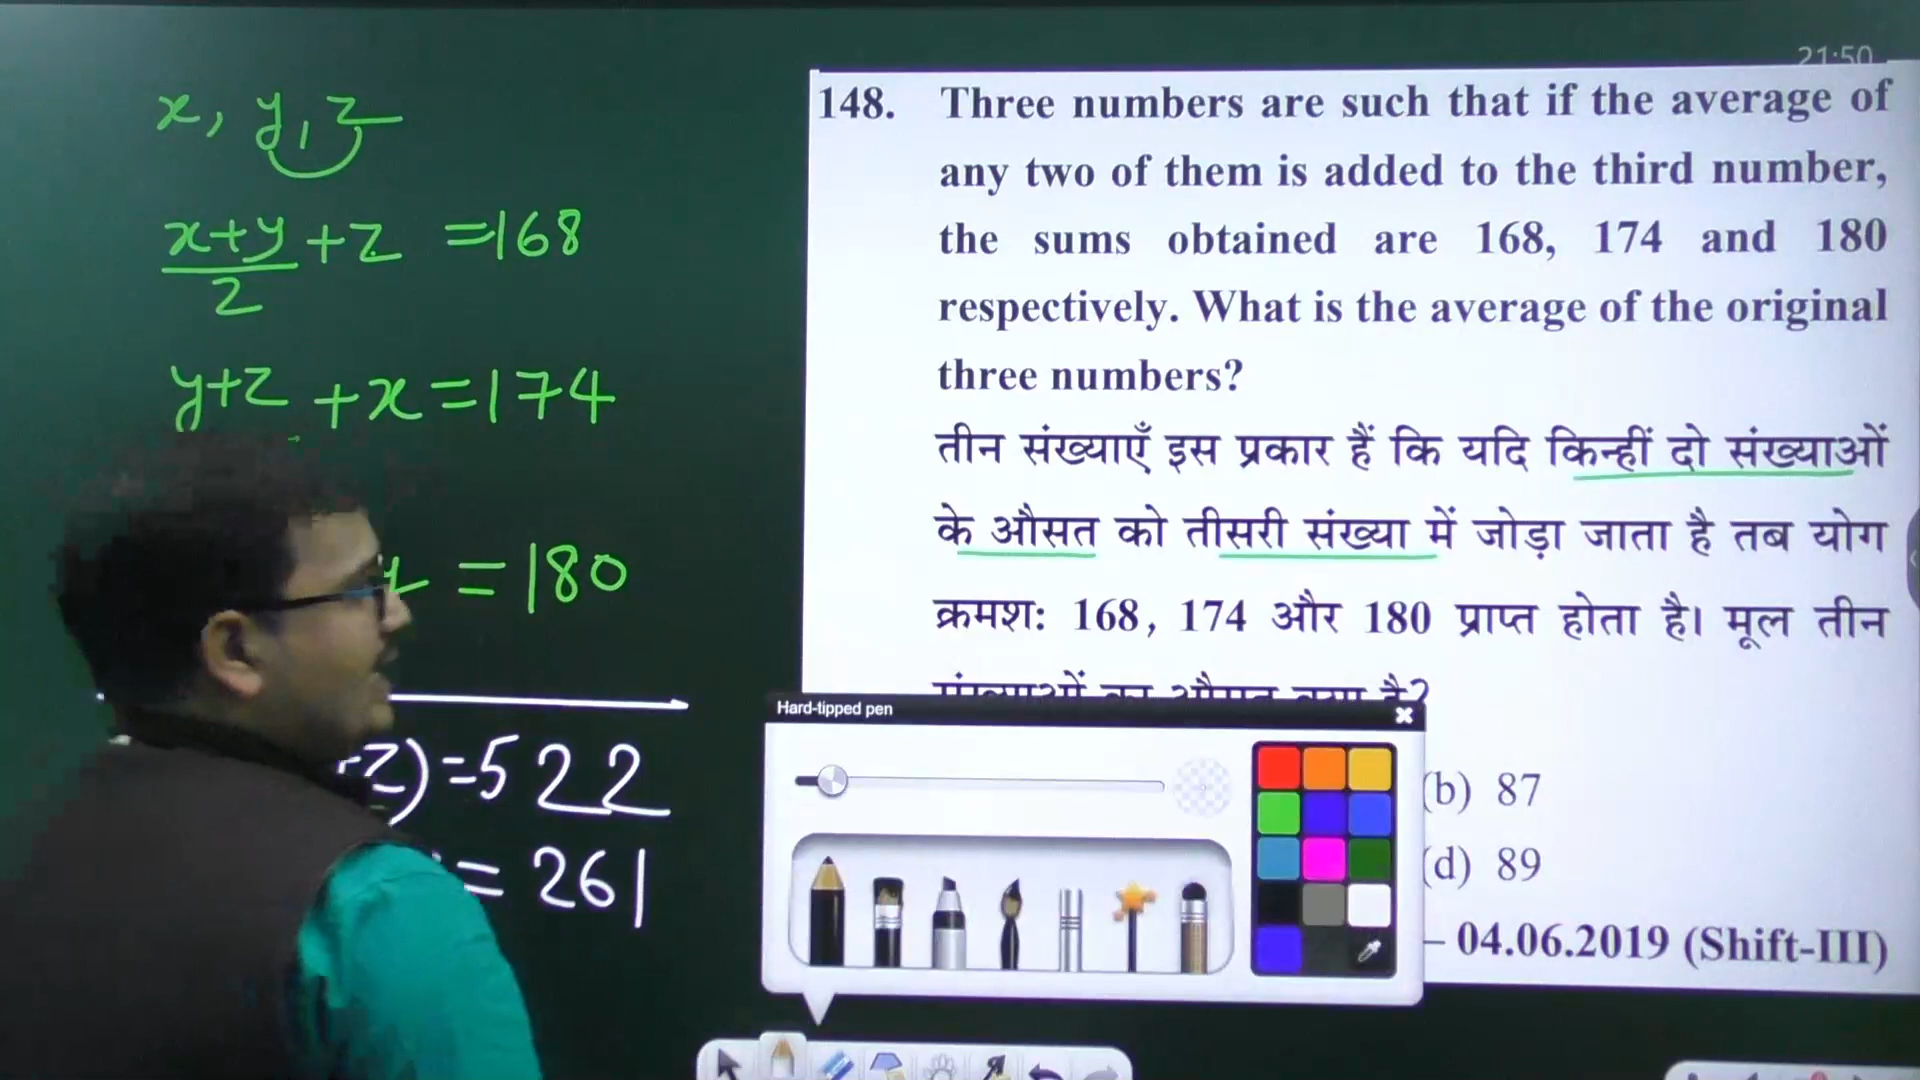 21:50
x, y, z
x+y/2 +z =168
y+z +x=174
=180
z)=522
= 261
148. Three numbers are such that if the average of
any two of them is added to the third number,
the sums obtained are 168, 174 and 180
respectively. What is the average of the original
three numbers?
तीन संख्याएँ इस प्रकार हैं कि यदि किन्हीं दो संख्याओं
के औसत को तीसरी संख्या में जोड़ा जाता है तब योग
क्रमश: 168, 174 और 180 प्राप्त होता है। मूल तीन
संख्याओं का औसत क्या है?
Hard-tipped pen
(b) 87
(d) 89
– 04.06.2019 (Shift-III)